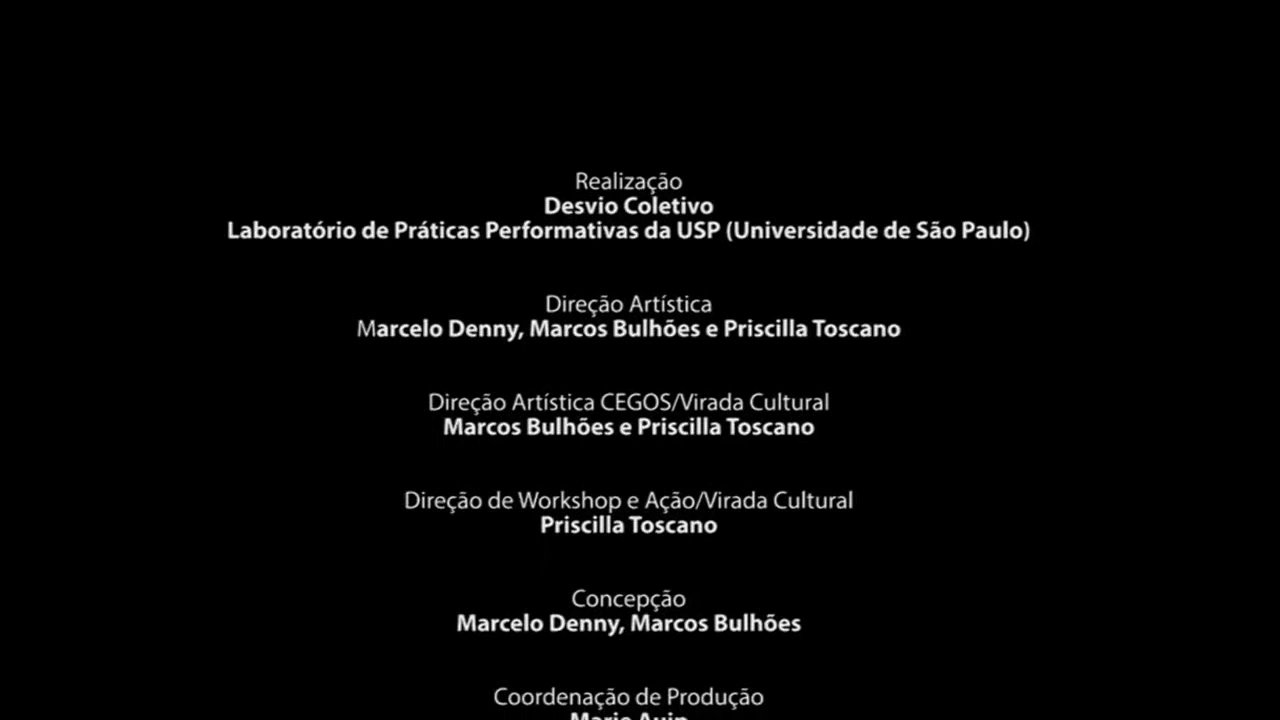 Realização
Desvio Coletivo
Laboratório de Práticas Performativas da USP (Universidade de São Paulo)
Direção Artística
Marcelo Denny, Marcos Bulhões e Priscilla Toscano
Direção Artística CEGOS/Virada Cultural
Marcos Bulhões e Priscilla Toscano
Direção de Workshop e Ação/Virada Cultural
Priscilla Toscano
Concepção
Marcelo Denny, Marcos Bulhões
Coordenação de Produção